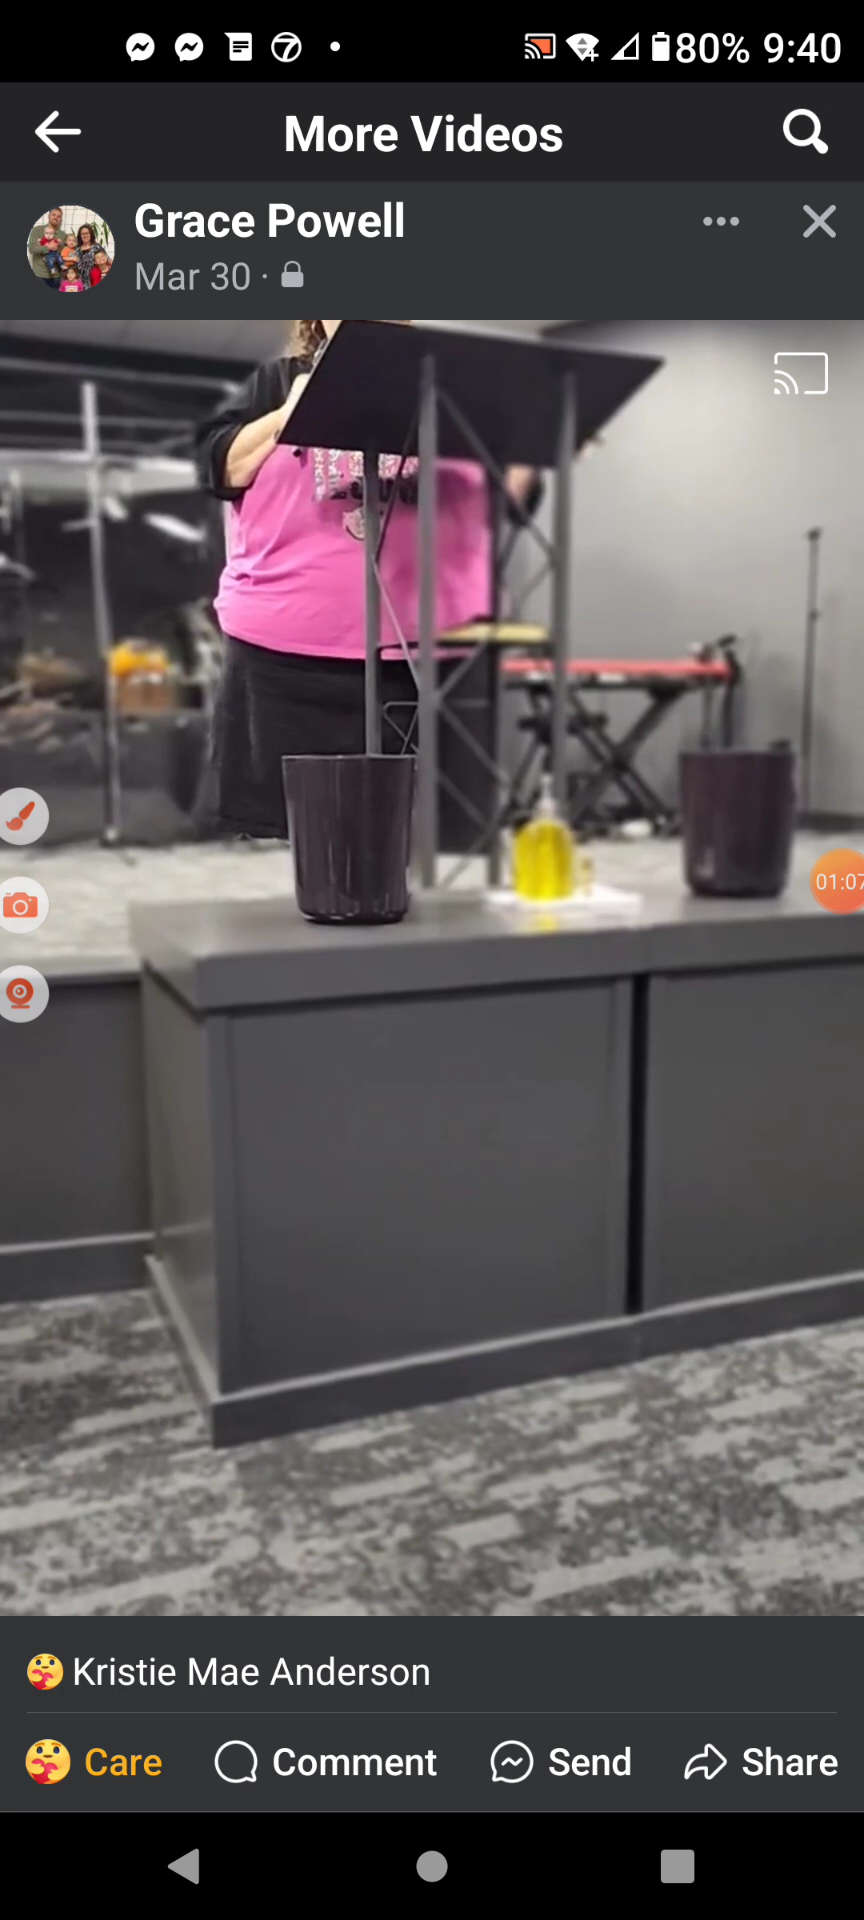 80% 9:40
More Videos
Grace Powell
Mar 30 ·
01:07
Kristie Mae Anderson
Care Comment Send Share